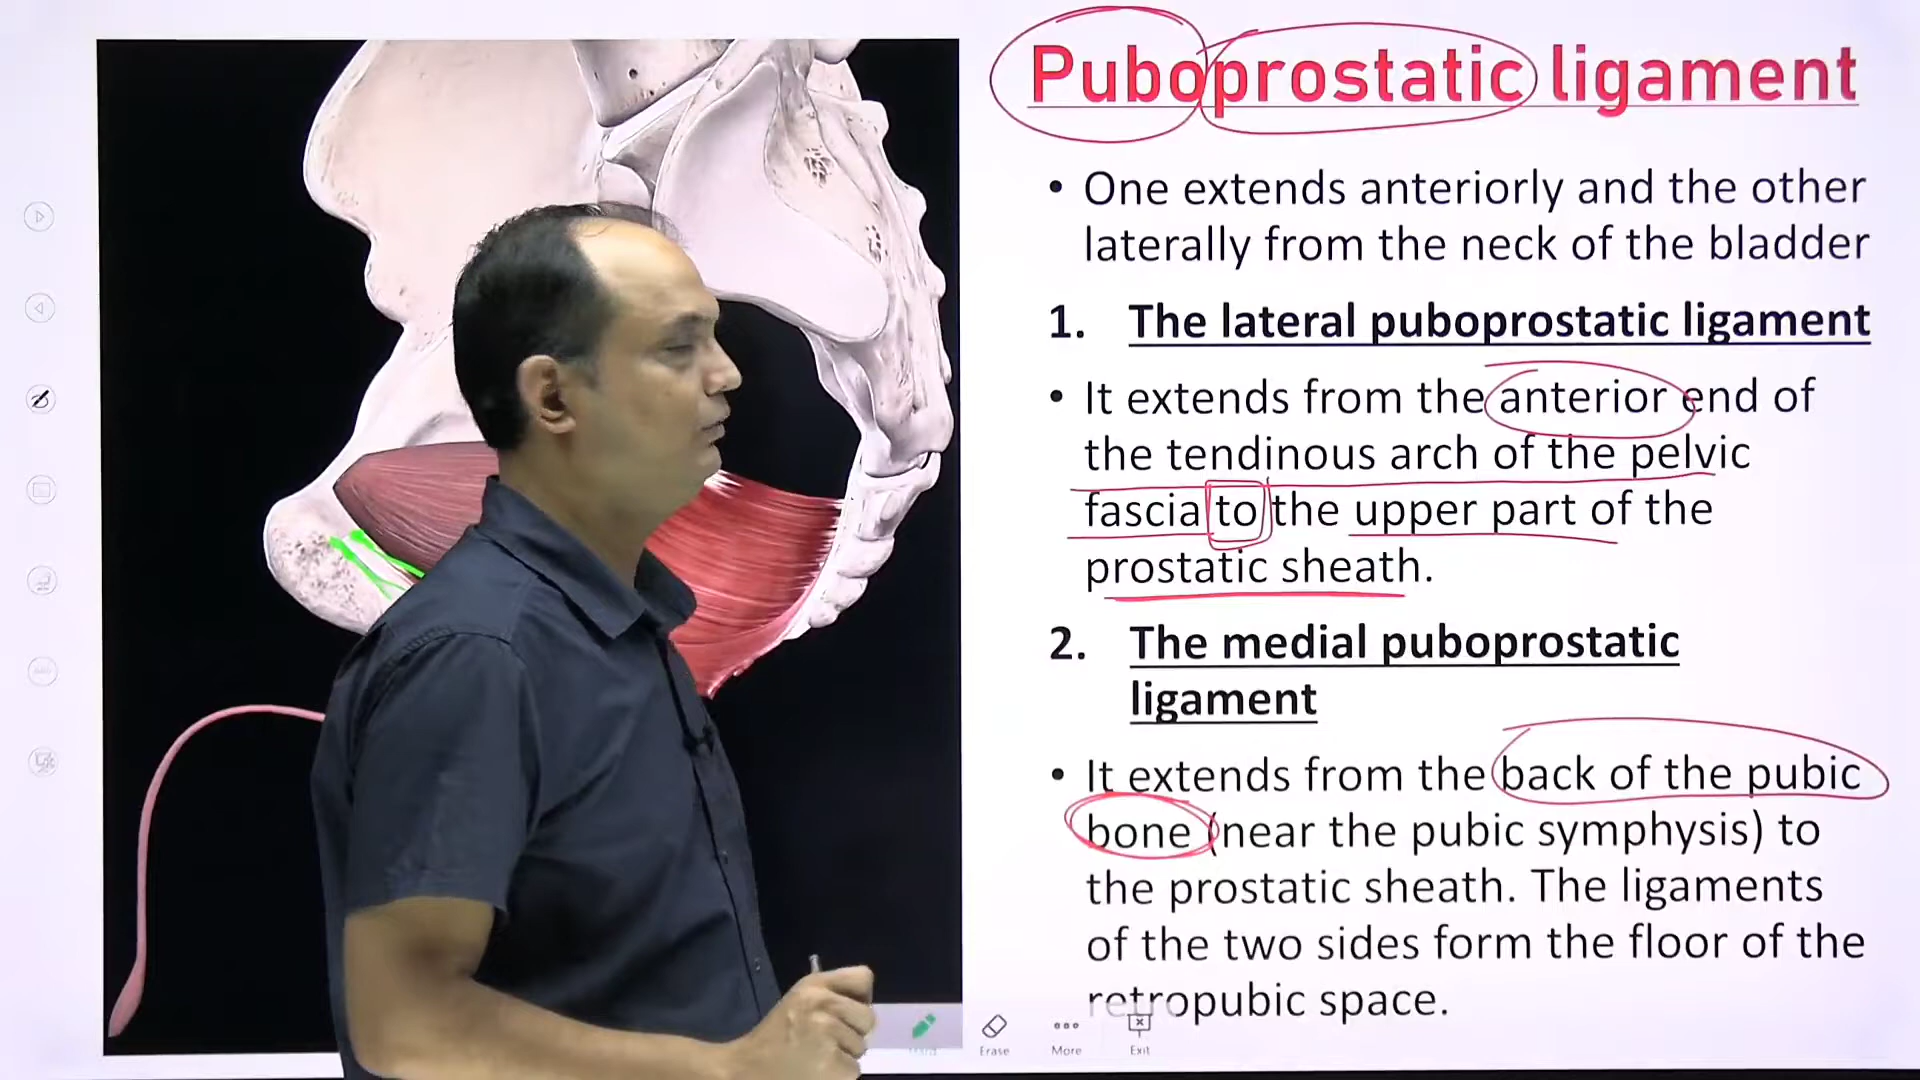 Puboprostatic ligament
• One extends anteriorly and the other
laterally from the neck of the bladder
1. The lateral puboprostatic ligament
• It extends from the anterior end of
the tendinous arch of the pelvic
fascia to the upper part of the
prostatic sheath.
2. The medial puboprostatic
ligament
• It extends from the back of the pubic
bone (near the pubic symphysis) to
the prostatic sheath. The ligaments
of the two sides form the floor of the
retropubic space.
Erase
More
Exit